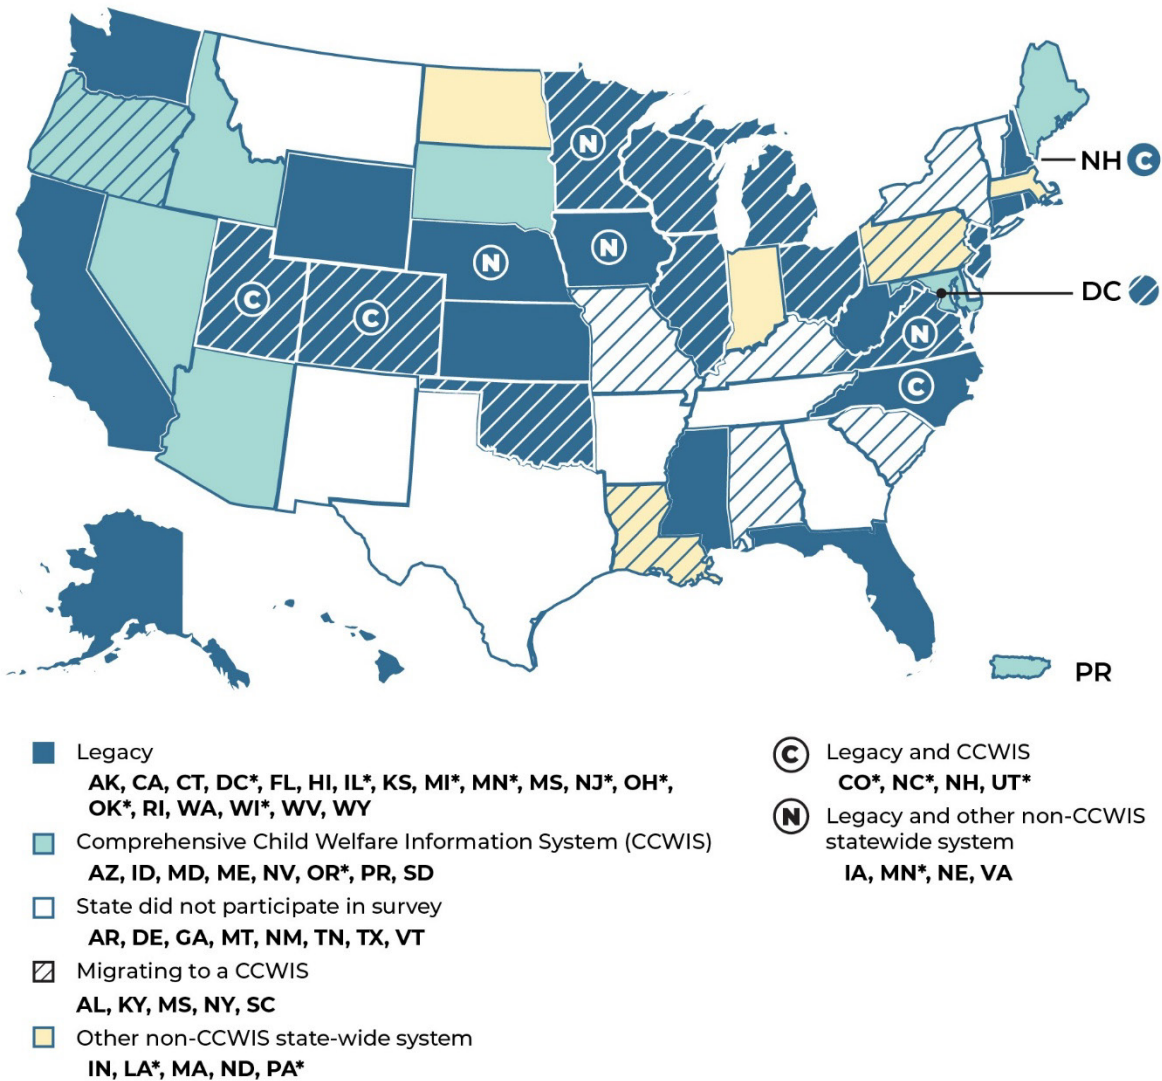 N
NH C
N
N
C
C
DC
N
C
PR
Legacy
AK, CA, CT, DC*, FL, HI, IL*, KS, MI*, MN*, MS, NJ*, OH*,
OK*, RI, WA, WI*, WV, WY
Comprehensive Child Welfare Information System (CCWIS)
AZ, ID, MD, ME, NV, OR*, PR, SD
State did not participate in survey
AR, DE, GA, MT, NM, TN, TX, VT
Migrating to a CCWIS
AL, KY, MS, NY, SC
Other non-CCWIS state-wide system
IN, LA*, MA, ND, PA*
C Legacy and CCWIS
CO*, NC*, NH, UT*
N Legacy and other non-CCWIS
statewide system
IA, MN*, NE, VA